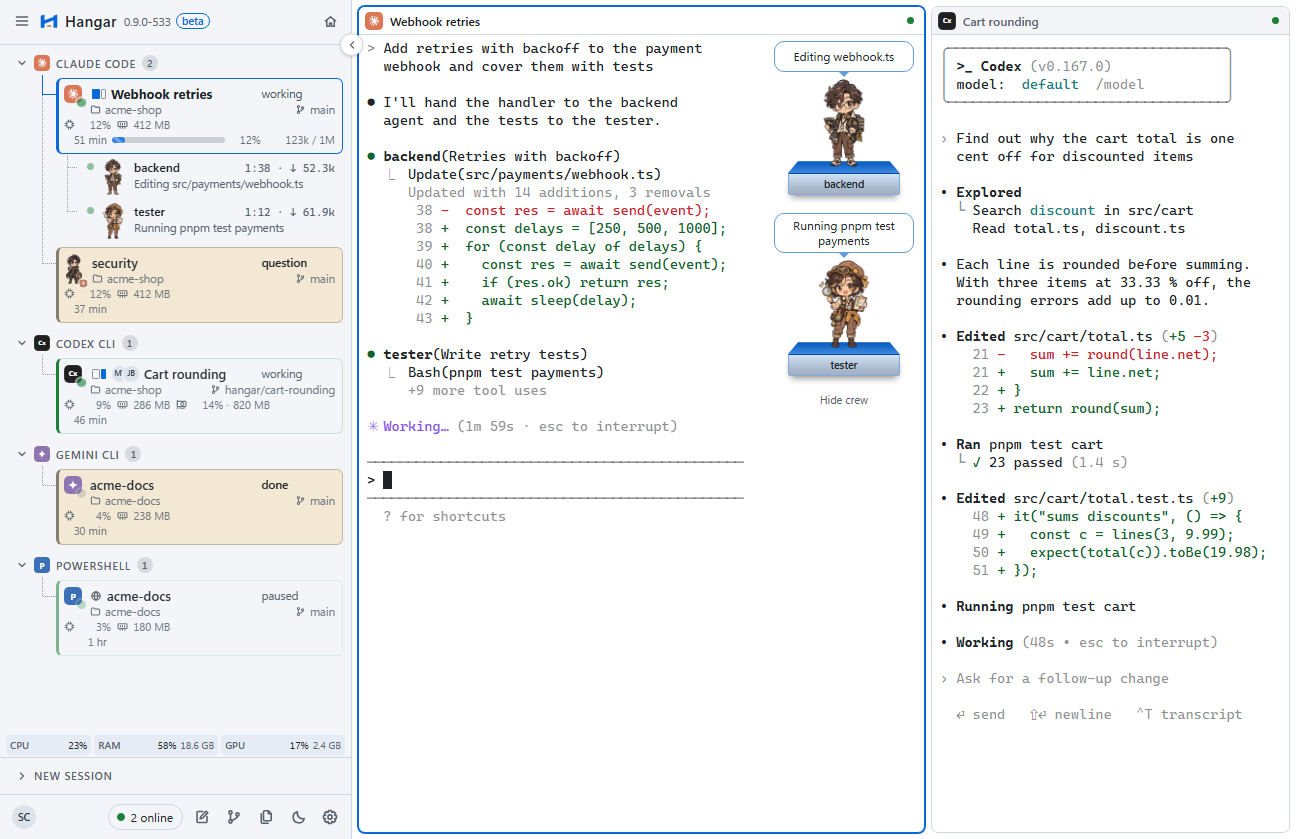 Hangar 0.9.0-533 beta
CLAUDE CODE 2
Webhook retries working
acme-shop main
12% 412 MB
51 min 12% 123k / 1M
backend 1:38 · ↓ 52.3k
Editing src/payments/webhook.ts
tester 1:12 · ↓ 61.9k
Running pnpm test payments
security question
acme-shop main
12% 412 MB
37 min
CODEX CLI 1
Cx M JB Cart rounding working
acme-shop hangar/cart-rounding
9% 286 MB 14% · 820 MB
46 min
GEMINI CLI 1
acme-docs done
acme-docs main
4% 238 MB
30 min
P POWERSHELL 1
P acme-docs paused
acme-docs main
3% 180 MB
1 hr
CPU 23% RAM 58% 18.6 GB GPU 17% 2.4 GB
NEW SESSION
SC 2 online
Webhook retries
> Add retries with backoff to the payment
webhook and cover them with tests
● I'll hand the handler to the backend
agent and the tests to the tester.
● backend(Retries with backoff)
⎿ Update(src/payments/webhook.ts)
Updated with 14 additions, 3 removals
38 - const res = await send(event);
38 + const delays = [250, 500, 1000];
39 + for (const delay of delays) {
40 + const res = await send(event);
41 + if (res.ok) return res;
42 + await sleep(delay);
43 + }
● tester(Write retry tests)
⎿ Bash(pnpm test payments)
+9 more tool uses
✳ Working… (1m 59s · esc to interrupt)
>
? for shortcuts
Editing webhook.ts
backend
Running pnpm test
payments
tester
Hide crew
Cx Cart rounding
>_ Codex (v0.167.0)
model: default /model
› Find out why the cart total is one
cent off for discounted items
• Explored
└ Search discount in src/cart
Read total.ts, discount.ts
• Each line is rounded before summing.
With three items at 33.33 % off, the
rounding errors add up to 0.01.
• Edited src/cart/total.ts (+5 -3)
21 - sum += round(line.net);
21 + sum += line.net;
22 + }
23 + return round(sum);
• Ran pnpm test cart
└ ✓ 23 passed (1.4 s)
• Edited src/cart/total.test.ts (+9)
48 + it("sums discounts", () => {
49 + const c = lines(3, 9.99);
50 + expect(total(c)).toBe(19.98);
51 + });
• Running pnpm test cart
• Working (48s • esc to interrupt)
› Ask for a follow-up change
↵ send ⇧↵ newline ^T transcript